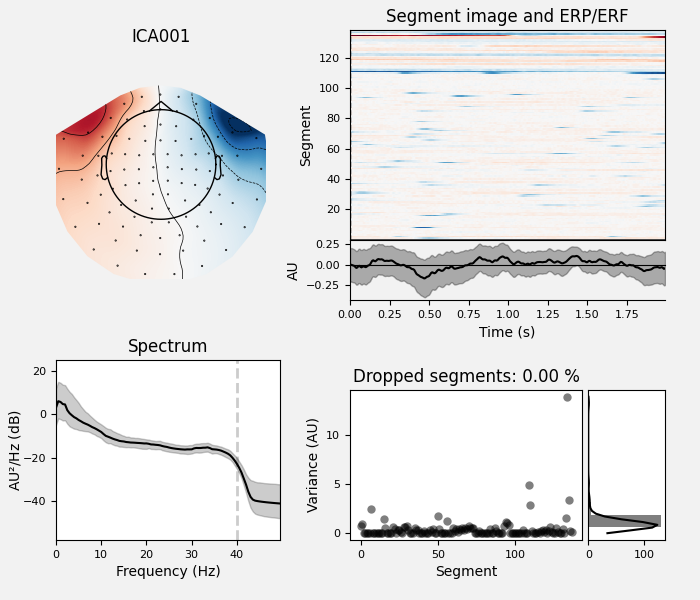 ICA001
Segment image and ERP/ERF
Segment
120
100
80
60
40
20
AU
0.25
0.00
−0.25
0.00 0.25 0.50 0.75 1.00 1.25 1.50 1.75
Time (s)
Spectrum
AU²/Hz (dB)
20
0
−20
−40
0 10 20 30 40
Frequency (Hz)
Dropped segments: 0.00 %
Variance (AU)
10
5
0
0 50 100
Segment
0 100